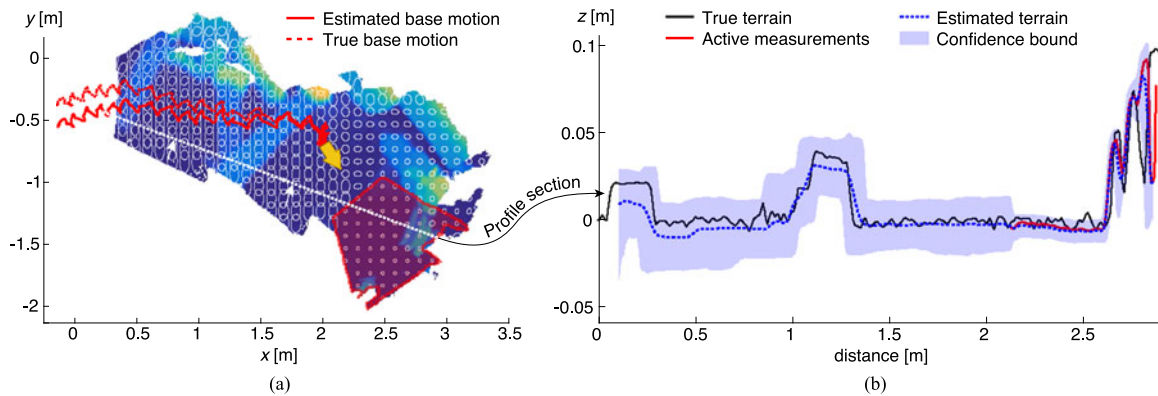 y [m]
Estimated base motion
True base motion
0
-0.5
-1
-1.5
-2
0 0.5 1 1.5 2 2.5 3 3.5
x [m]
(a)
Profile section
z [m]
True terrain
Estimated terrain
Active measurements
Confidence bound
0.1
0.05
0
-0.05
0 0.5 1 1.5 2 2.5
distance [m]
(b)